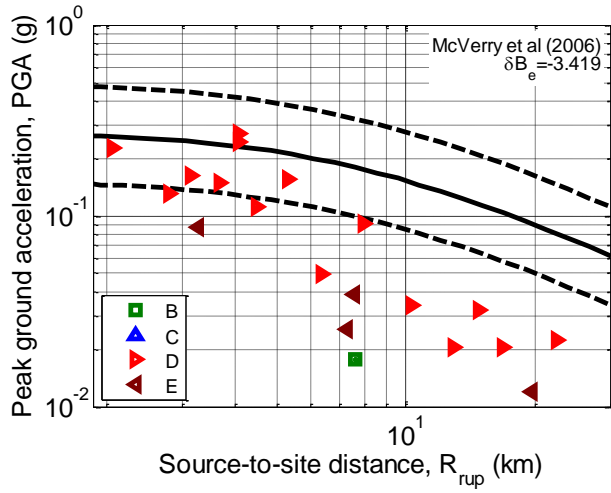 10^0
McVerry et al (2006)
δB_e=-3.419
Peak ground acceleration, PGA (g)
10^-1
B
C
D
E
10^-2
10^1
Source-to-site distance, R_rup (km)